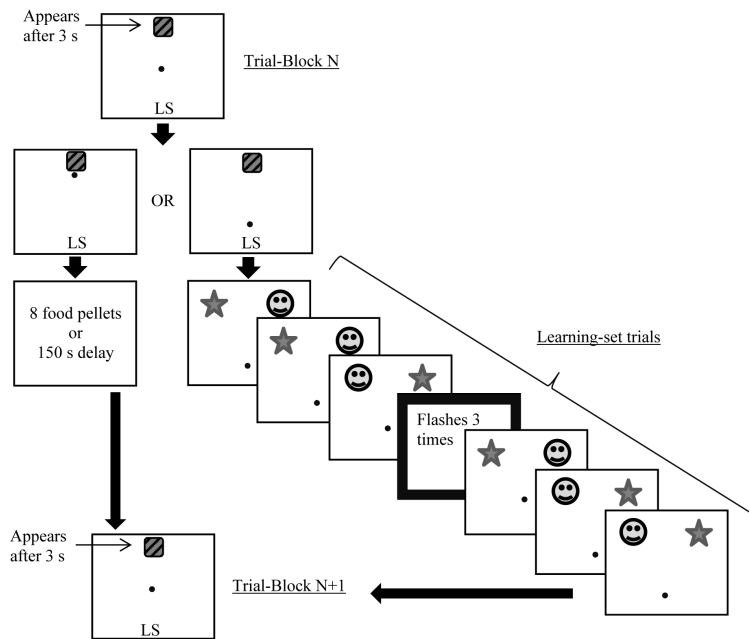 Appears
after 3 s
Trial-Block N
LS
OR
LS
LS
8 food pellets
or
150 s delay
Learning-set trials
Flashes 3
times
Appears
after 3 s
Trial-Block N+1
LS